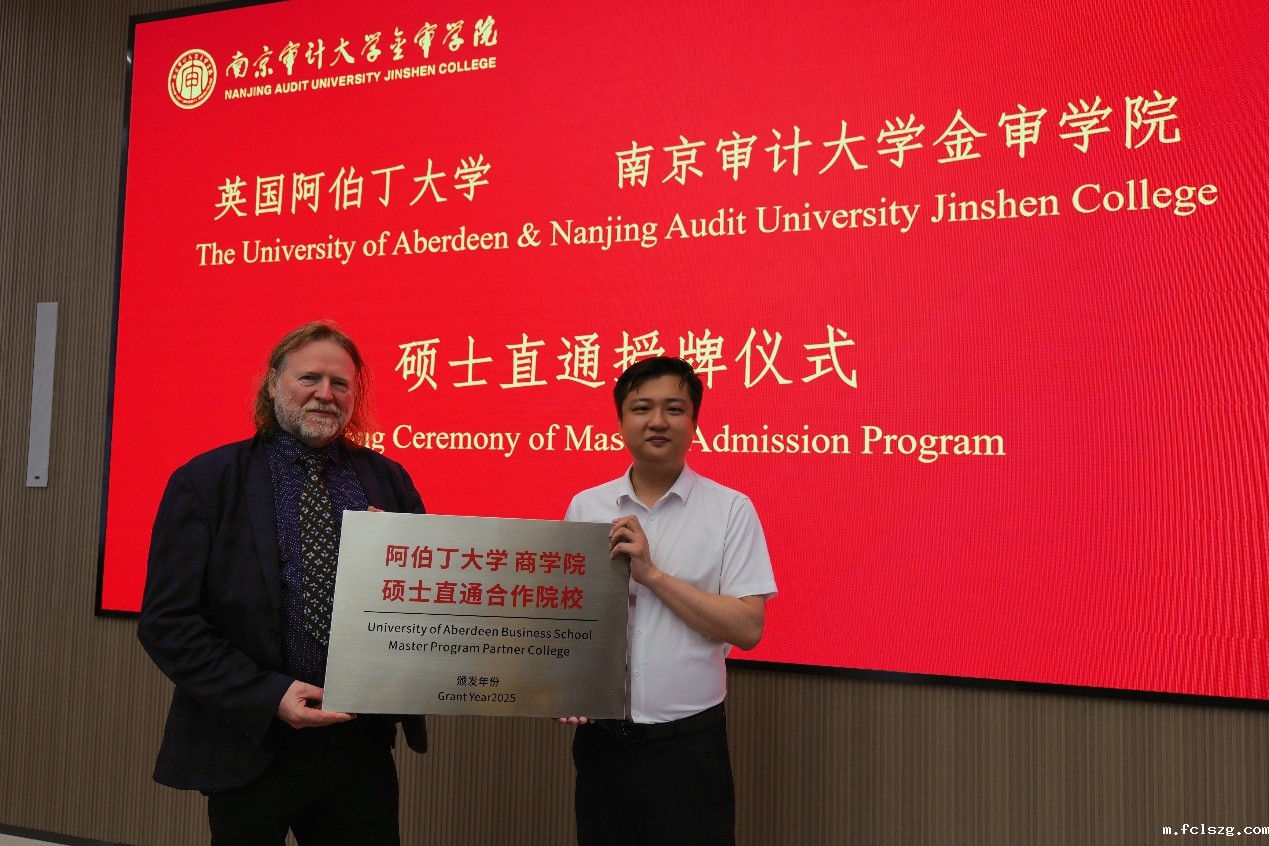 南京审计大学金审学院
NANJING AUDIT UNIVERSITY JINSHEN COLLEGE
英国阿伯丁大学 南京审计大学金审学院
The University of Aberdeen & Nanjing Audit University Jinshen College
硕士直通授牌仪式
Ceremony of Admission Program
阿伯丁大学 商学院
硕士直通合作院校
University of Aberdeen Business School
Master Program Partner College
颁发年份
Grant Year2025
m.fclszg.com